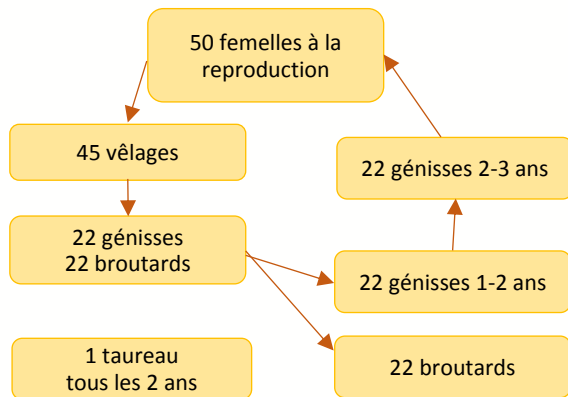 50 femelles à la
reproduction
45 vêlages
22 génisses 2-3 ans
22 génisses
22 broutards
22 génisses 1-2 ans
1 taureau
tous les 2 ans
22 broutards